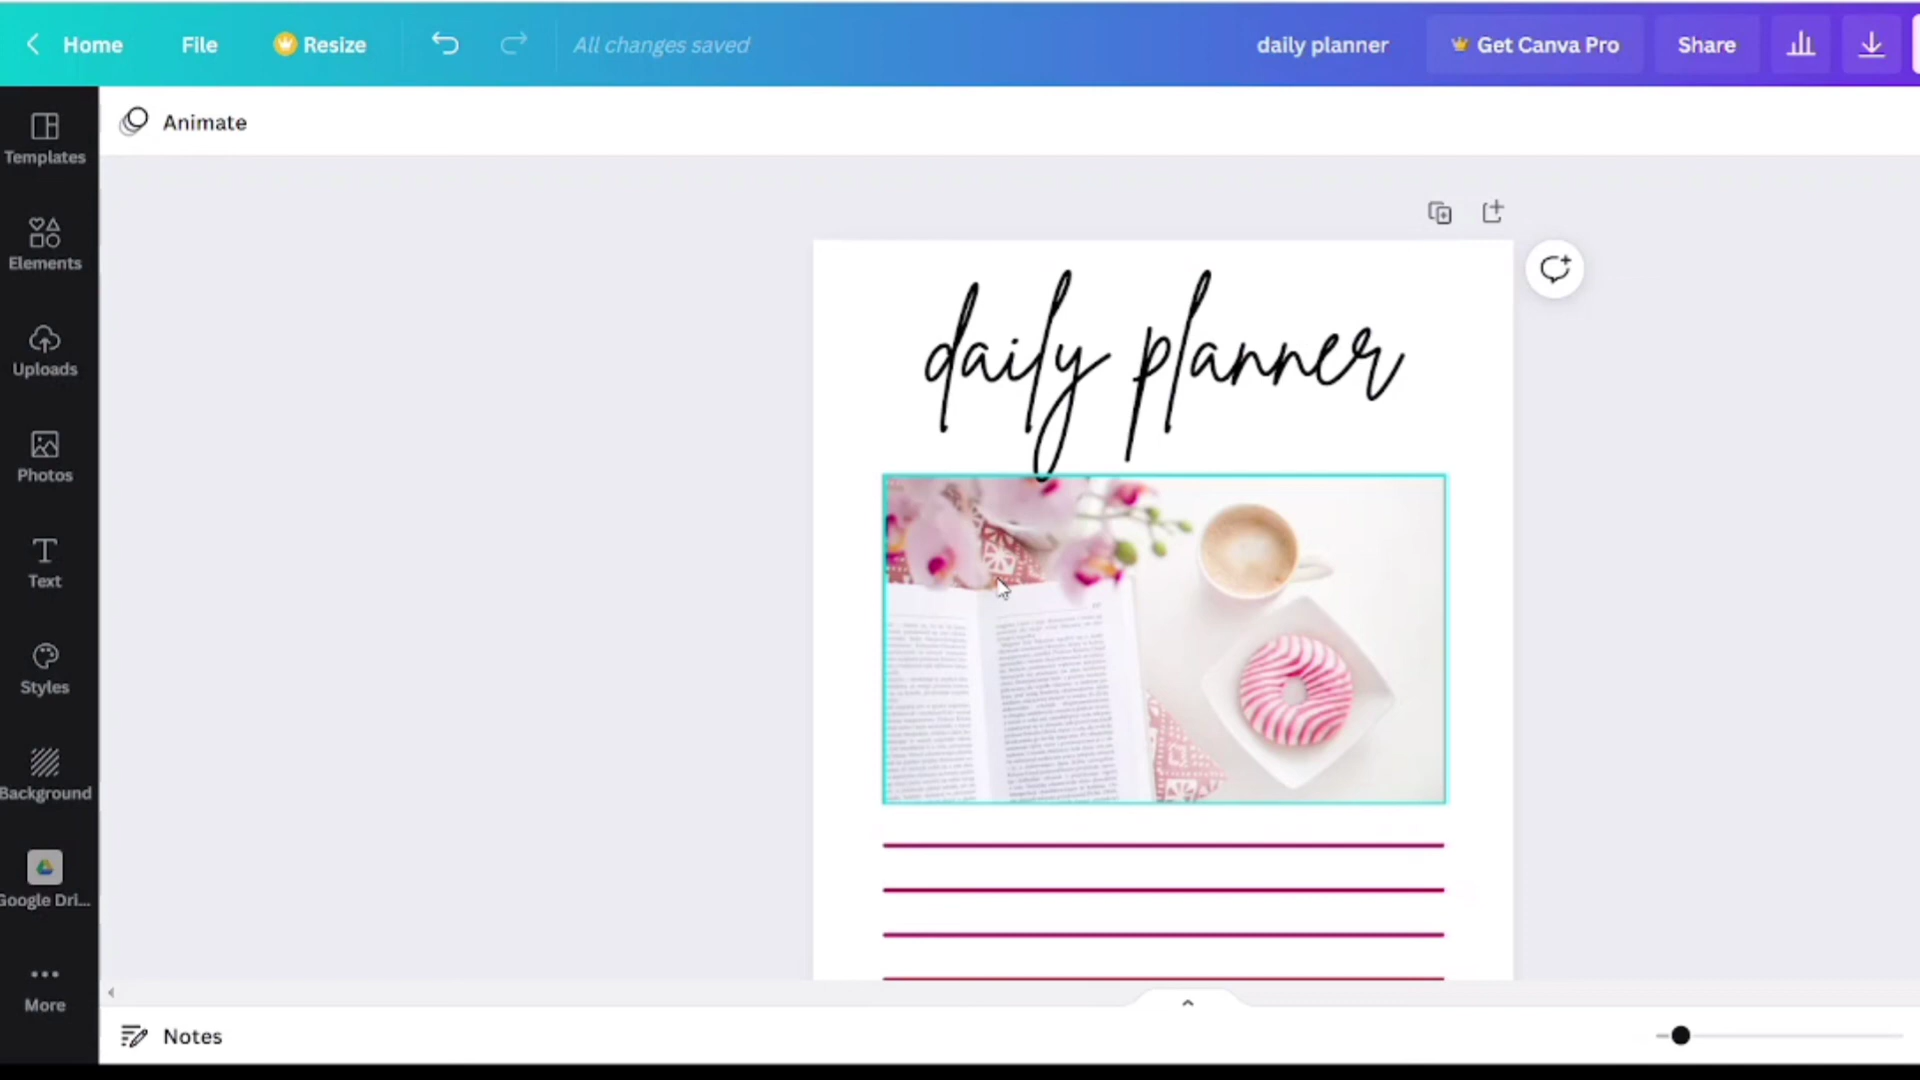 Home File Resize All changes saved daily planner Get Canva Pro Share
Animate
Templates
Elements
Uploads
Photos
Text
Styles
Background
Google Dri...
More
daily planner
Notes